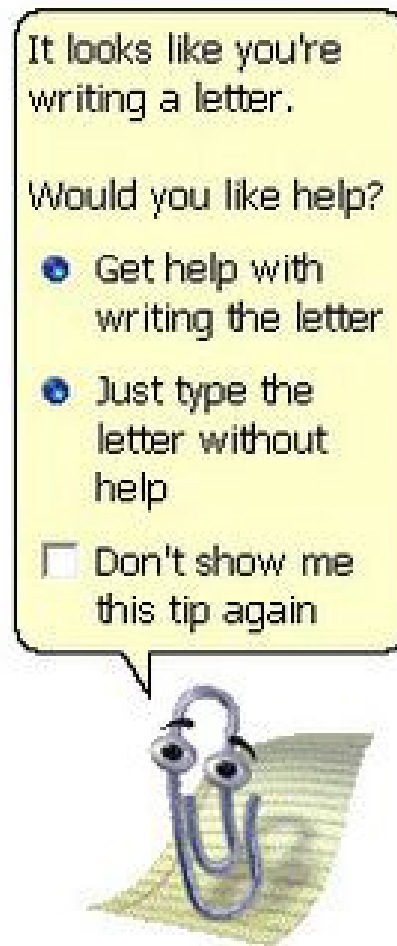 It looks like you're
writing a letter.
Would you like help?
Get help with
writing the letter
Just type the
letter without
help
Don't show me
this tip again